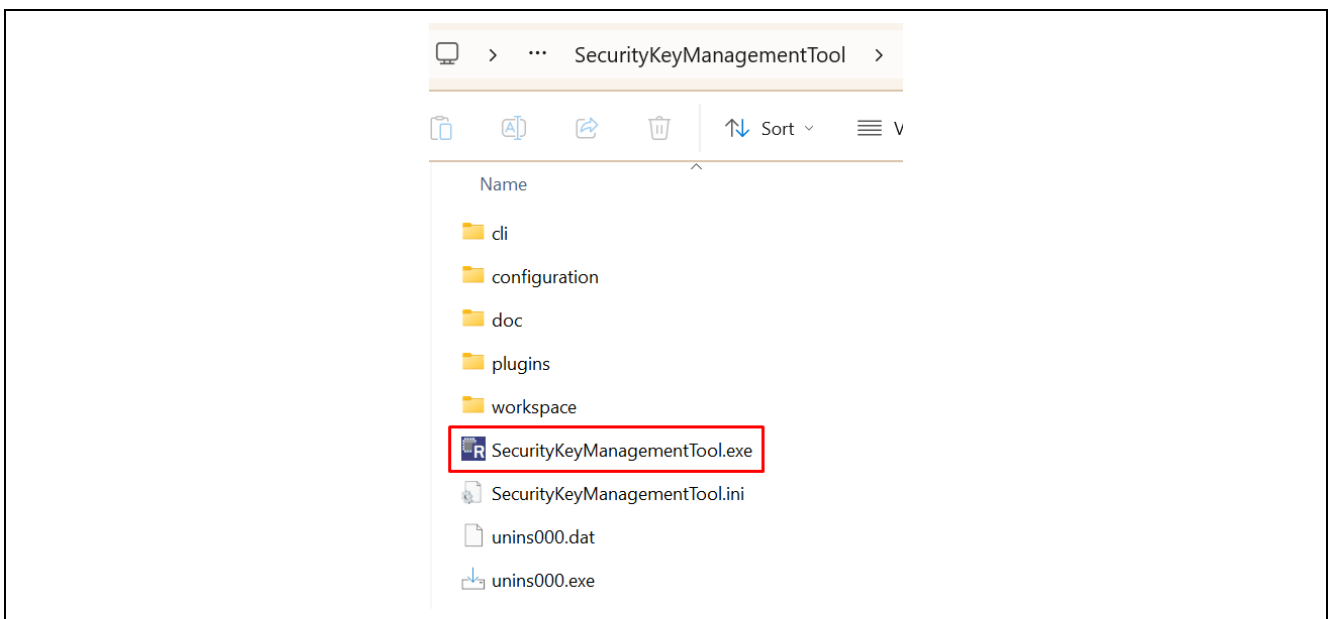 SecurityKeyManagementTool
Sort
Name
cli
configuration
doc
plugins
workspace
SecurityKeyManagementTool.exe
SecurityKeyManagementTool.ini
unins000.dat
unins000.exe